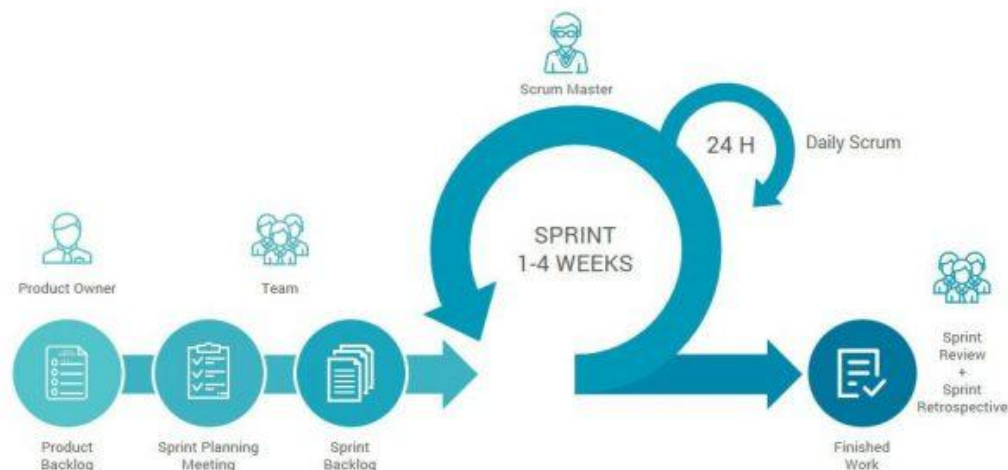 Scrum Master
24 H
Daily Scrum
SPRINT
1-4 WEEKS
Product Owner
Team
Product
Backlog
Sprint Planning
Meeting
Sprint
Backlog
Finished
Work
Sprint
Review
+
Sprint
Retrospective